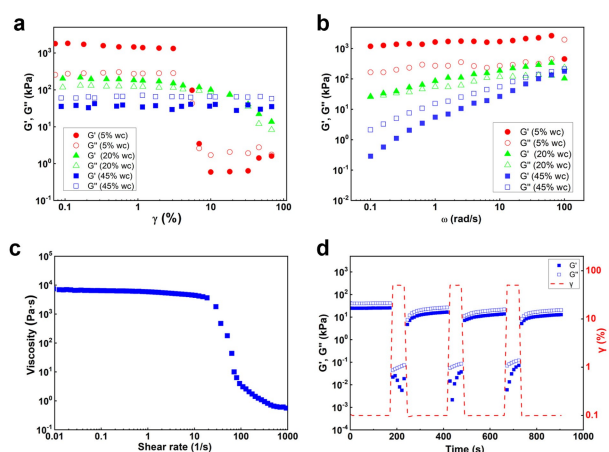 a
G', G'' (kPa)
10³
10²
10¹
10⁰
10⁻¹
G' (5% wc)
G'' (5% wc)
G' (20% wc)
G'' (20% wc)
G' (45% wc)
G'' (45% wc)
0.1 1 10 100
γ (%)
b
G', G'' (kPa)
10⁴
10³
10²
10¹
10⁰
10⁻¹
10⁻²
G' (5% wc)
G'' (5% wc)
G' (20% wc)
G'' (20% wc)
G' (45% wc)
G'' (45% wc)
0.1 1 10 100
ω (rad/s)
c
Viscosity (Pa·s)
10⁵
10⁴
10³
10²
10¹
10⁰
10⁻¹
0.01 0.1 1 10 100 1000
Shear rate (1/s)
d
G', G'' (kPa)
10⁵
10⁴
10³
10²
10¹
10⁰
10⁻¹
10⁻²
10⁻³
10⁻⁴
G'
G''
γ
100
10
1
0.1
γ (%)
0 200 400 600 800 1000
Time (s)